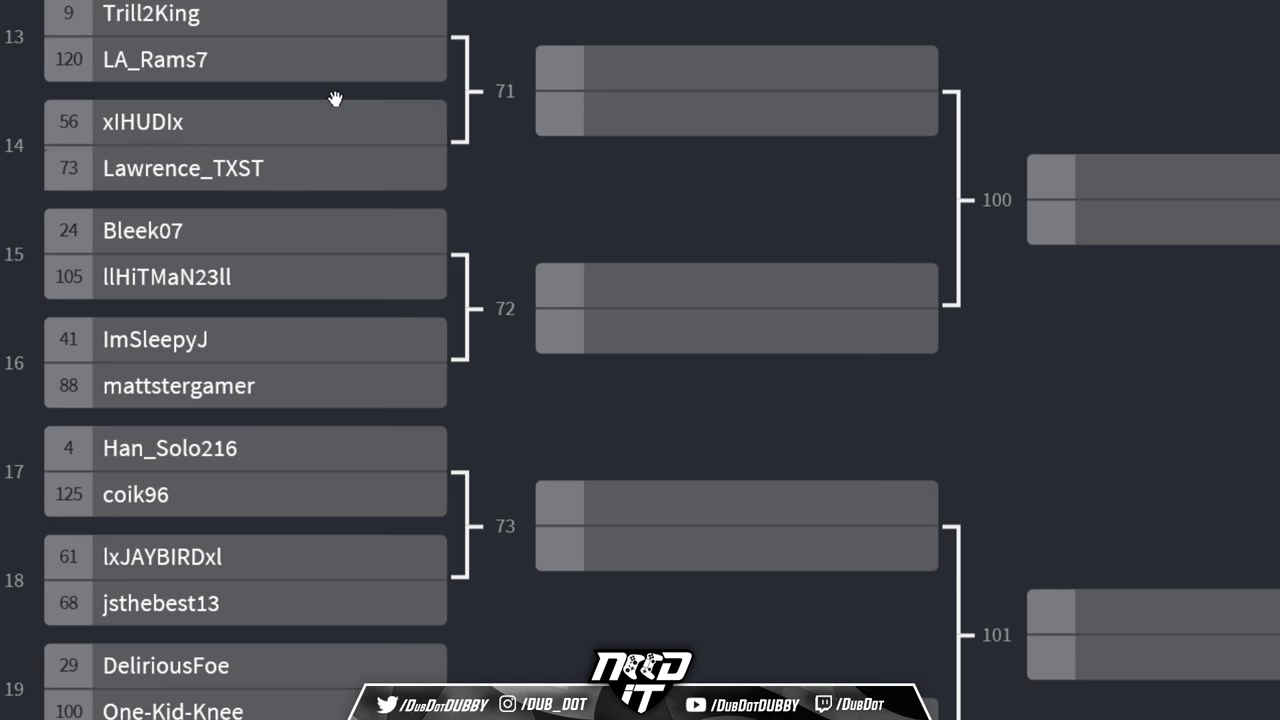 9 Trill2King
13
120 LA_Rams7
71
56 xIHUDIx
14
73 Lawrence_TXST
100
24 Bleek07
15
105 llHiTMaN23ll
72
41 ImSleepyJ
16
88 mattstergamer
4 Han_Solo216
17
125 coik96
73
61 lxJAYBIRDxl
18
68 jsthebest13
101
29 DeliriousFoe
19
100 One-Kid-Knee
NEED
IT
/DubDotDUBBY /DUB_DOT /DubDotDUBBY /DubDot